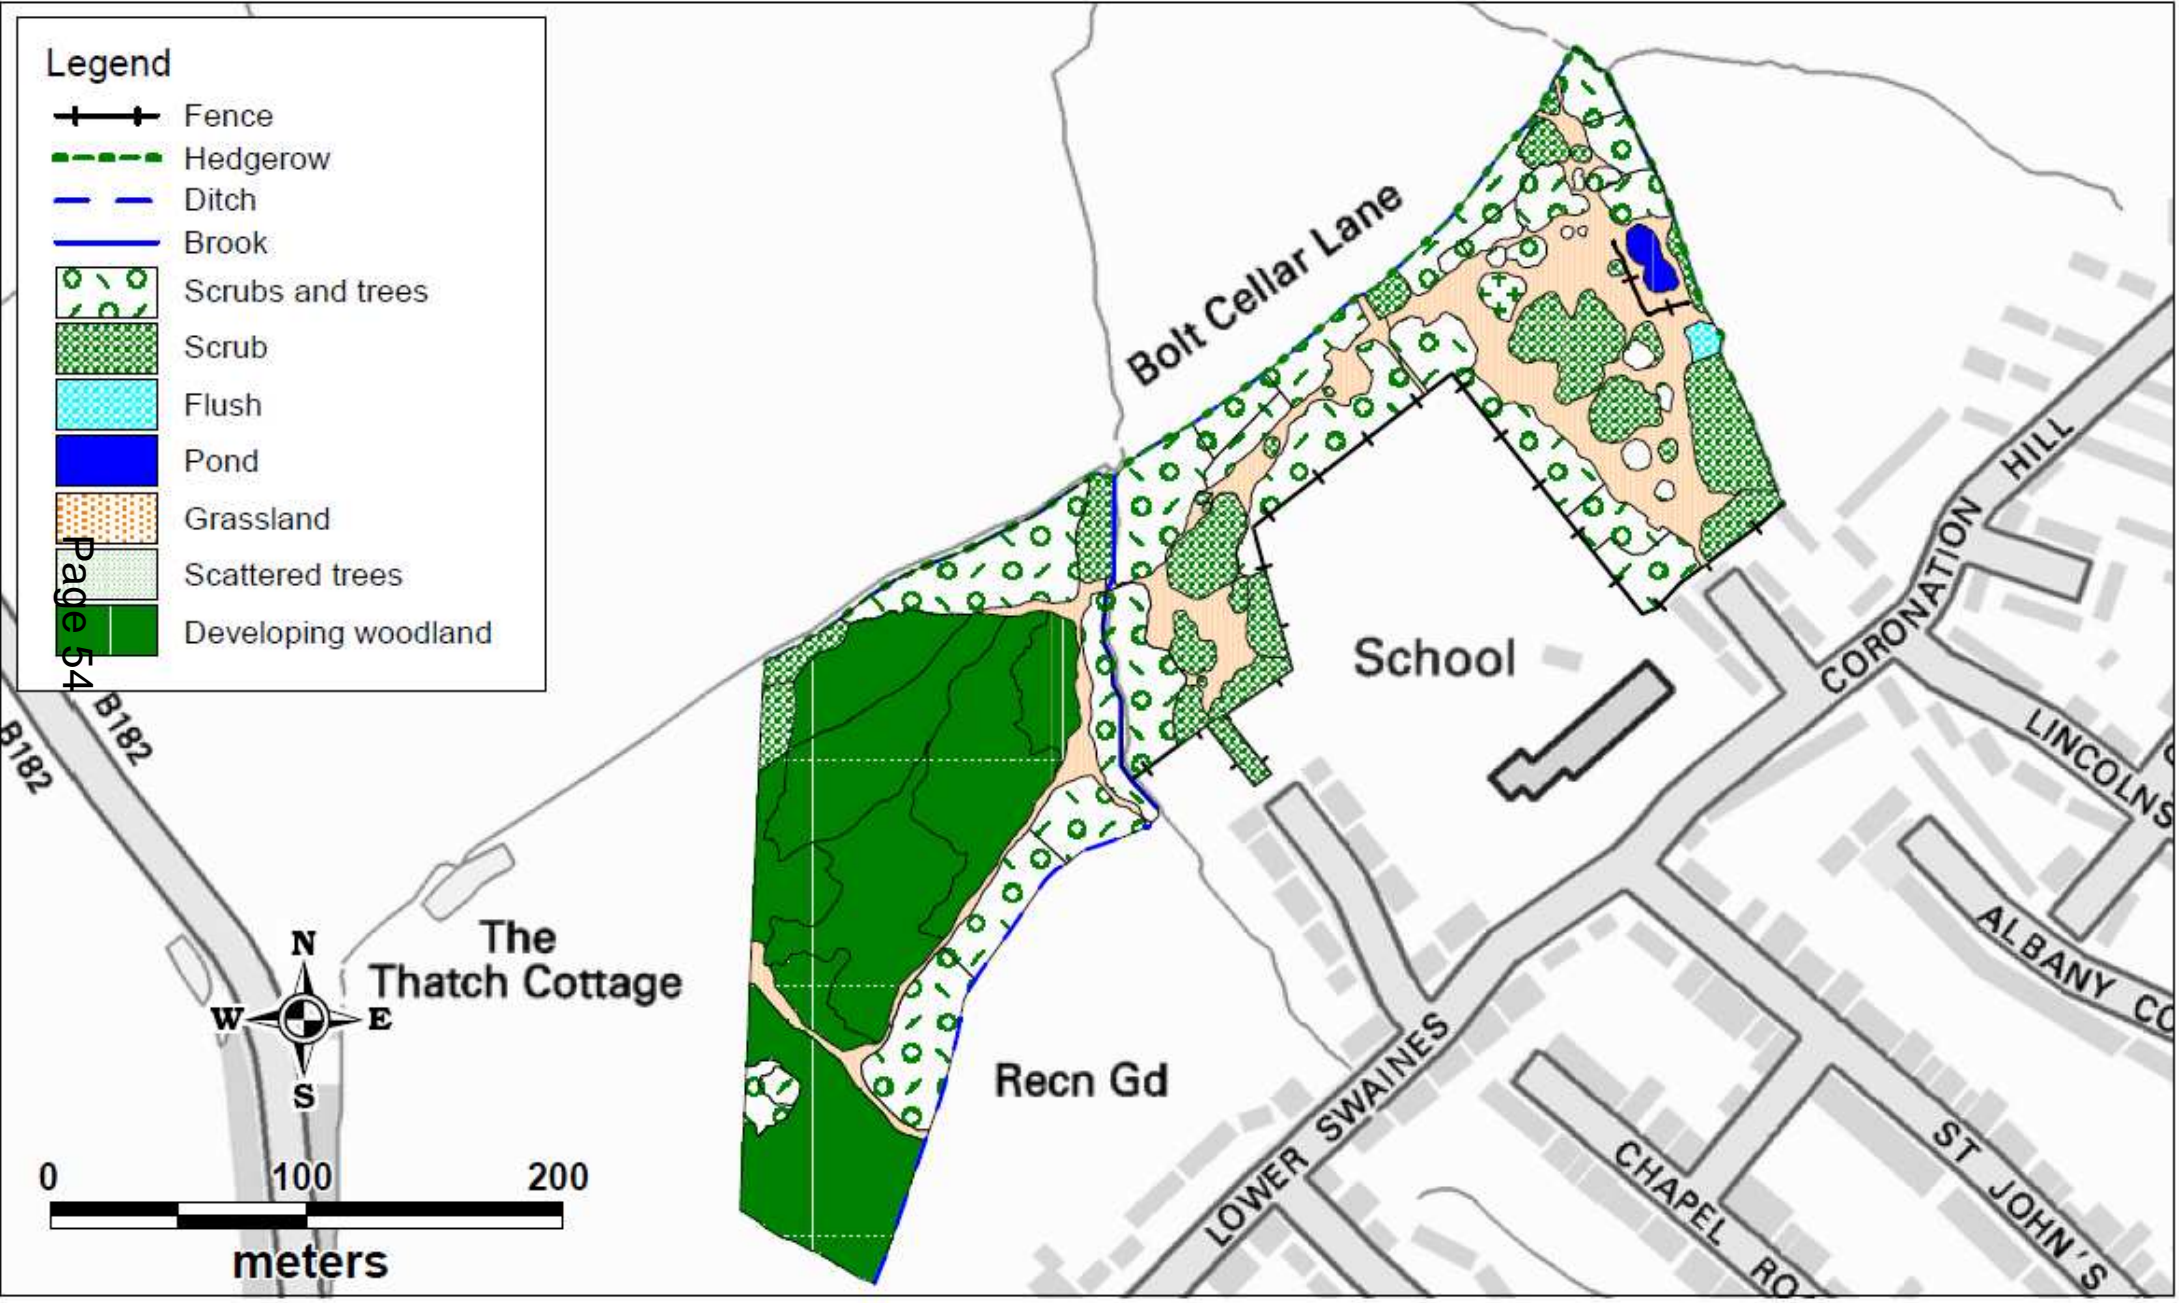 Legend
Fence
Hedgerow
Ditch
Brook
Scrubs and trees
Scrub
Flush
Pond
Grassland
Scattered trees
Developing woodland
Page 54
B182
B182
Bolt Cellar Lane
School
CORONATION HILL
LINCOLNS
ALBANY CO
The
Thatch Cottage
N
W E
S
Recn Gd
LOWER SWAINES
CHAPEL RO
ST JOHN'S
0 100 200
meters